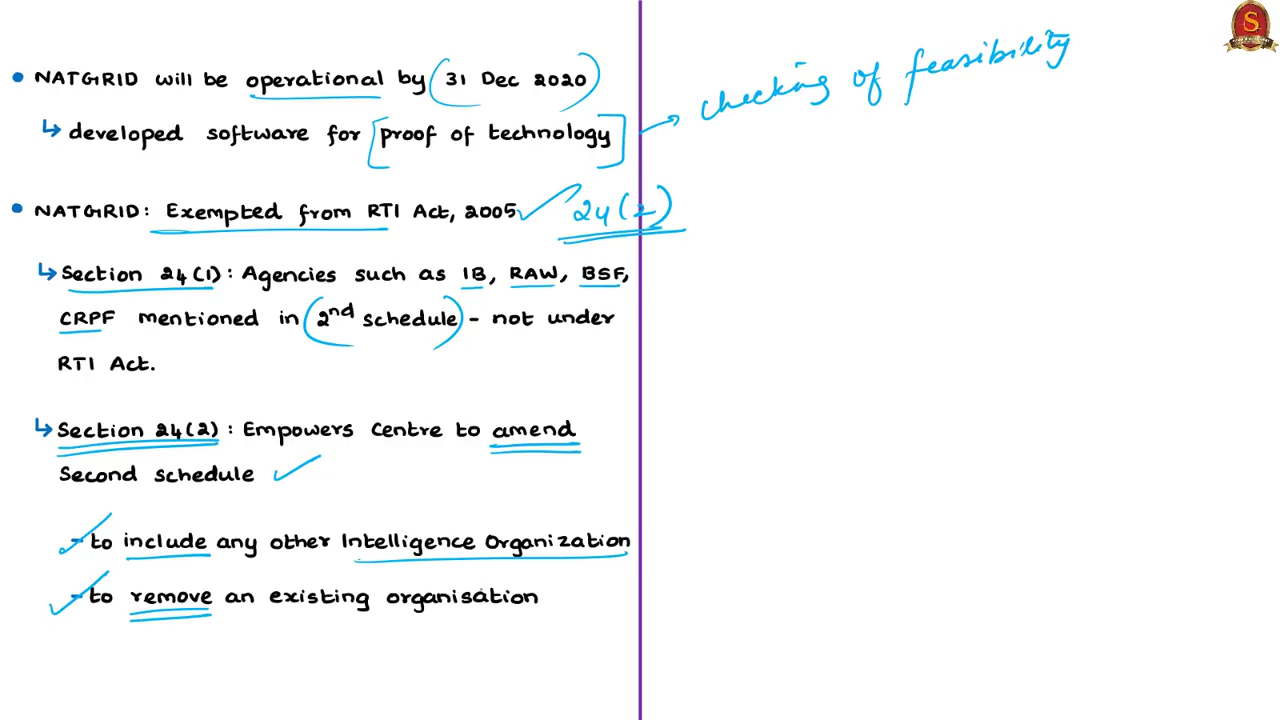 • NATGRID will be operational by (31 Dec 2020)
↳ developed software for [proof of technology] → checking of feasibility
• NATGRID: Exempted from RTI Act, 2005 ✓ 24(2)
↳ Section 24(1): Agencies such as IB, RAW, BSF,
CRPF mentioned in (2nd schedule) - not under
RTI Act.
↳ Section 24(2): Empowers Centre to amend
Second schedule ✓
- to include any other Intelligence Organization
- to remove an existing organisation
S